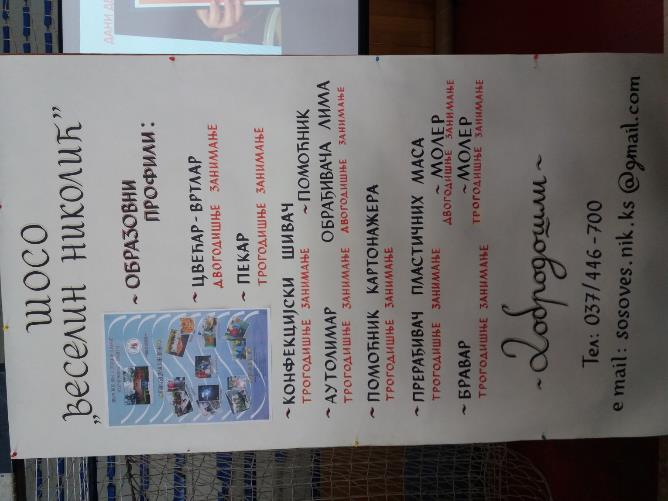 ШОСО
„ВЕСЕЛИН НИКОЛИЋ”
~ ОБРАЗОВНИ
ПРОФИЛИ:
~ ЦВЕЋАР - ВРТЛАР
ДВОГОДИШЊЕ ЗАНИМАЊЕ
~ ПЕКАР
ТРОГОДИШЊЕ ЗАНИМАЊЕ
~ КОНФЕКЦИЈСКИ ШИВАЧ
ТРОГОДИШЊЕ ЗАНИМАЊЕ
~ ПОМОЋНИК
ОБРАЂИВАЧА ЛИМА
ДВОГОДИШЊЕ ЗАНИМАЊЕ
~ АУТОЛИМАР
ТРОГОДИШЊЕ ЗАНИМАЊЕ
~ ПОМОЋНИК КАРТОНАЖЕРА
ТРОГОДИШЊЕ ЗАНИМАЊЕ
~ ПРЕРАЂИВАЧ ПЛАСТИЧНИХ МАСА
ТРОГОДИШЊЕ ЗАНИМАЊЕ
~ МОЛЕР
ДВОГОДИШЊЕ ЗАНИМАЊЕ
~ БРАВАР
ТРОГОДИШЊЕ ЗАНИМАЊЕ
~ МОЛЕР
ТРОГОДИШЊЕ ЗАНИМАЊЕ
~ Добродошли ~
Тел: 037/446-700
e mail: sosoves.nik.ks @gmail.com
ДАНИ